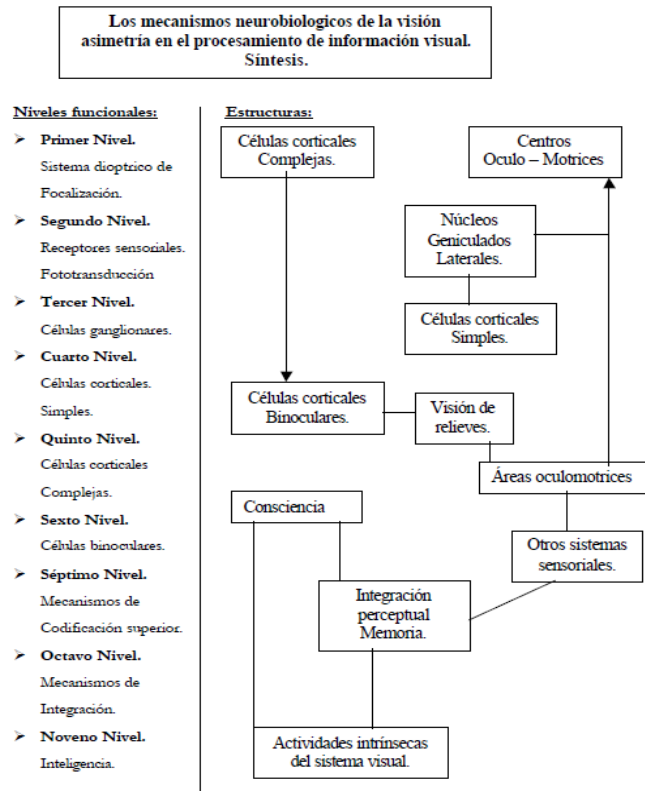 Los mecanismos neurobiologicos de la visión
asimetría en el procesamiento de información visual.
Síntesis.
Niveles funcionales:
➢ Primer Nivel.
Sistema dioptrico de
Focalización.
➢ Segundo Nivel.
Receptores sensoriales.
Fototransducción
➢ Tercer Nivel.
Células ganglionares.
➢ Cuarto Nivel.
Células corticales.
Simples.
➢ Quinto Nivel.
Células corticales
Complejas.
➢ Sexto Nivel.
Células binoculares.
➢ Séptimo Nivel.
Mecanismos de
Codificación superior.
➢ Octavo Nivel.
Mecanismos de
Integración.
➢ Noveno Nivel.
Inteligencia.
Estructuras:
Células corticales
Complejas.
Centros
Oculo – Motrices
Núcleos
Geniculados
Laterales.
Células corticales
Simples.
Células corticales
Binoculares.
Visión de
relieves.
Áreas oculomotrices
Consciencia
Otros sistemas
sensoriales.
Integración
perceptual
Memoria.
Actividades intrínsecas
del sistema visual.